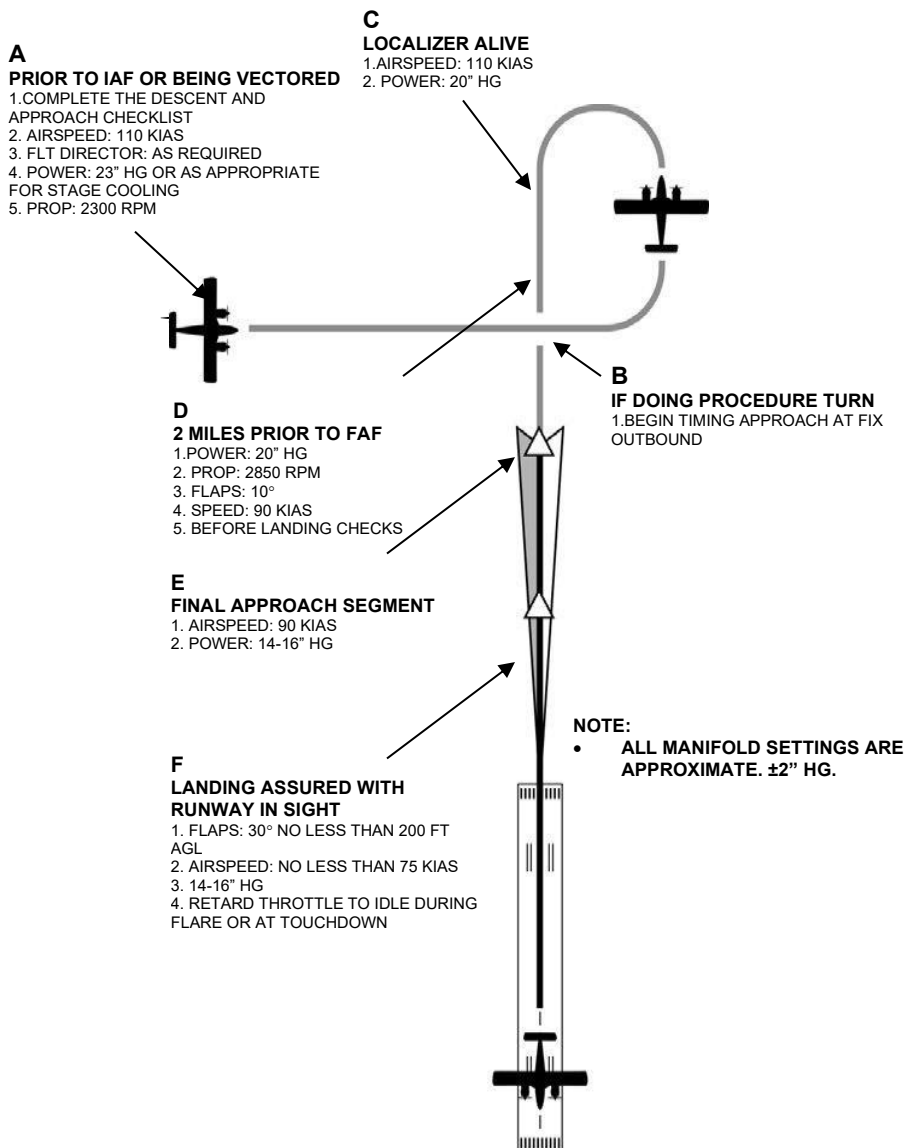 A
PRIOR TO IAF OR BEING VECTORED
1.COMPLETE THE DESCENT AND
APPROACH CHECKLIST
2. AIRSPEED: 110 KIAS
3. FLT DIRECTOR: AS REQUIRED
4. POWER: 23” HG OR AS APPROPRIATE
FOR STAGE COOLING
5. PROP: 2300 RPM
C
LOCALIZER ALIVE
1.AIRSPEED: 110 KIAS
2. POWER: 20” HG
B
IF DOING PROCEDURE TURN
1.BEGIN TIMING APPROACH AT FIX
OUTBOUND
D
2 MILES PRIOR TO FAF
1.POWER: 20” HG
2. PROP: 2850 RPM
3. FLAPS: 10°
4. SPEED: 90 KIAS
5. BEFORE LANDING CHECKS
E
FINAL APPROACH SEGMENT
1. AIRSPEED: 90 KIAS
2. POWER: 14-16” HG
F
LANDING ASSURED WITH
RUNWAY IN SIGHT
1. FLAPS: 30° NO LESS THAN 200 FT
AGL
2. AIRSPEED: NO LESS THAN 75 KIAS
3. 14-16” HG
4. RETARD THROTTLE TO IDLE DURING
FLARE OR AT TOUCHDOWN
NOTE:
• ALL MANIFOLD SETTINGS ARE
APPROXIMATE. ±2” HG.